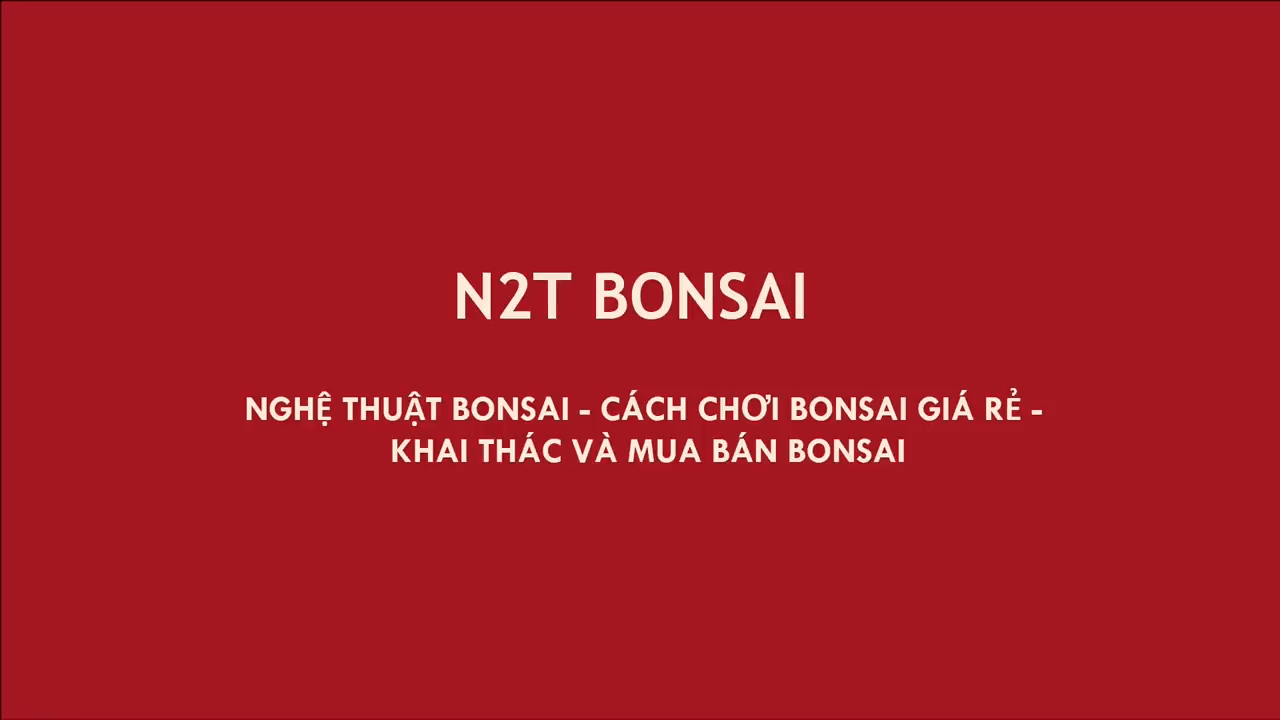 N2T BONSAI
NGHỆ THUẬT BONSAI - CÁCH CHƠI BONSAI GIÁ RẺ -
KHAI THÁC VÀ MUA BÁN BONSAI